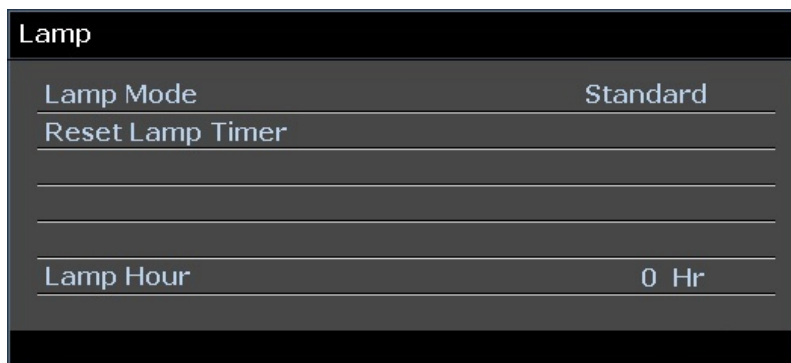 Lamp
Lamp Mode Standard
Reset Lamp Timer
Lamp Hour 0 Hr